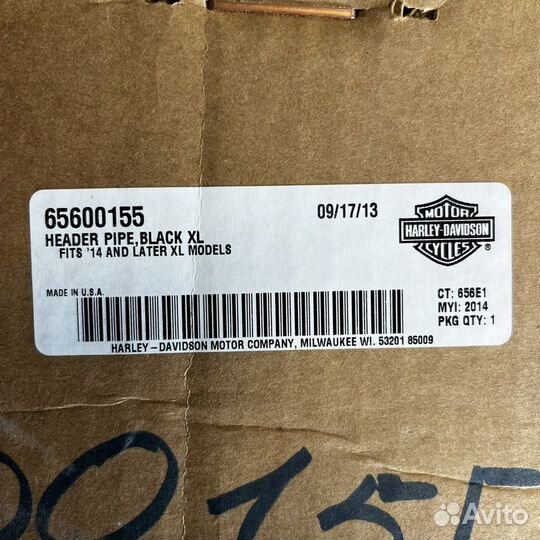 65600155 09/17/13
HEADER PIPE,BLACK XL
FITS '14 AND LATER XL MODELS
MOTOR
HARLEY-DAVIDSON
CYCLES
®
MADE IN U.S.A.
CT: 656E1
MYI: 2014
PKG QTY: 1
HARLEY–DAVIDSON MOTOR COMPANY, MILWAUKEE WI. 53201 85009
00155
Avito